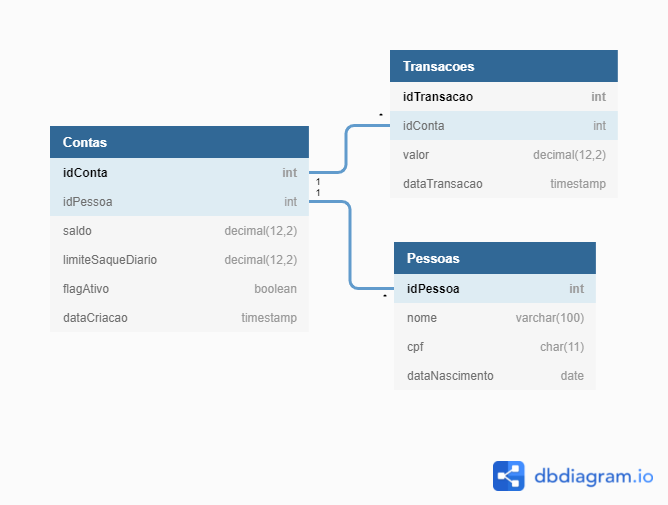 Transacoes
idTransacao int
idConta int
valor decimal(12,2)
dataTransacao timestamp
Contas
idConta int
idPessoa int
saldo decimal(12,2)
limiteSaqueDiario decimal(12,2)
flagAtivo boolean
dataCriacao timestamp
*
1
1
*
Pessoas
idPessoa int
nome varchar(100)
cpf char(11)
dataNascimento date
dbdiagram.io